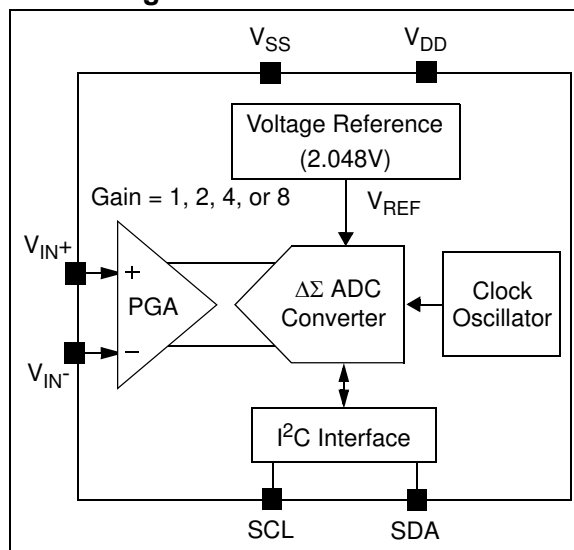 V_SS
V_DD
Voltage Reference
(2.048V)
Gain = 1, 2, 4, or 8
V_REF
V_IN+
+
PGA
ΔΣ ADC
Converter
Clock
Oscillator
−
V_IN-
I²C Interface
SCL
SDA